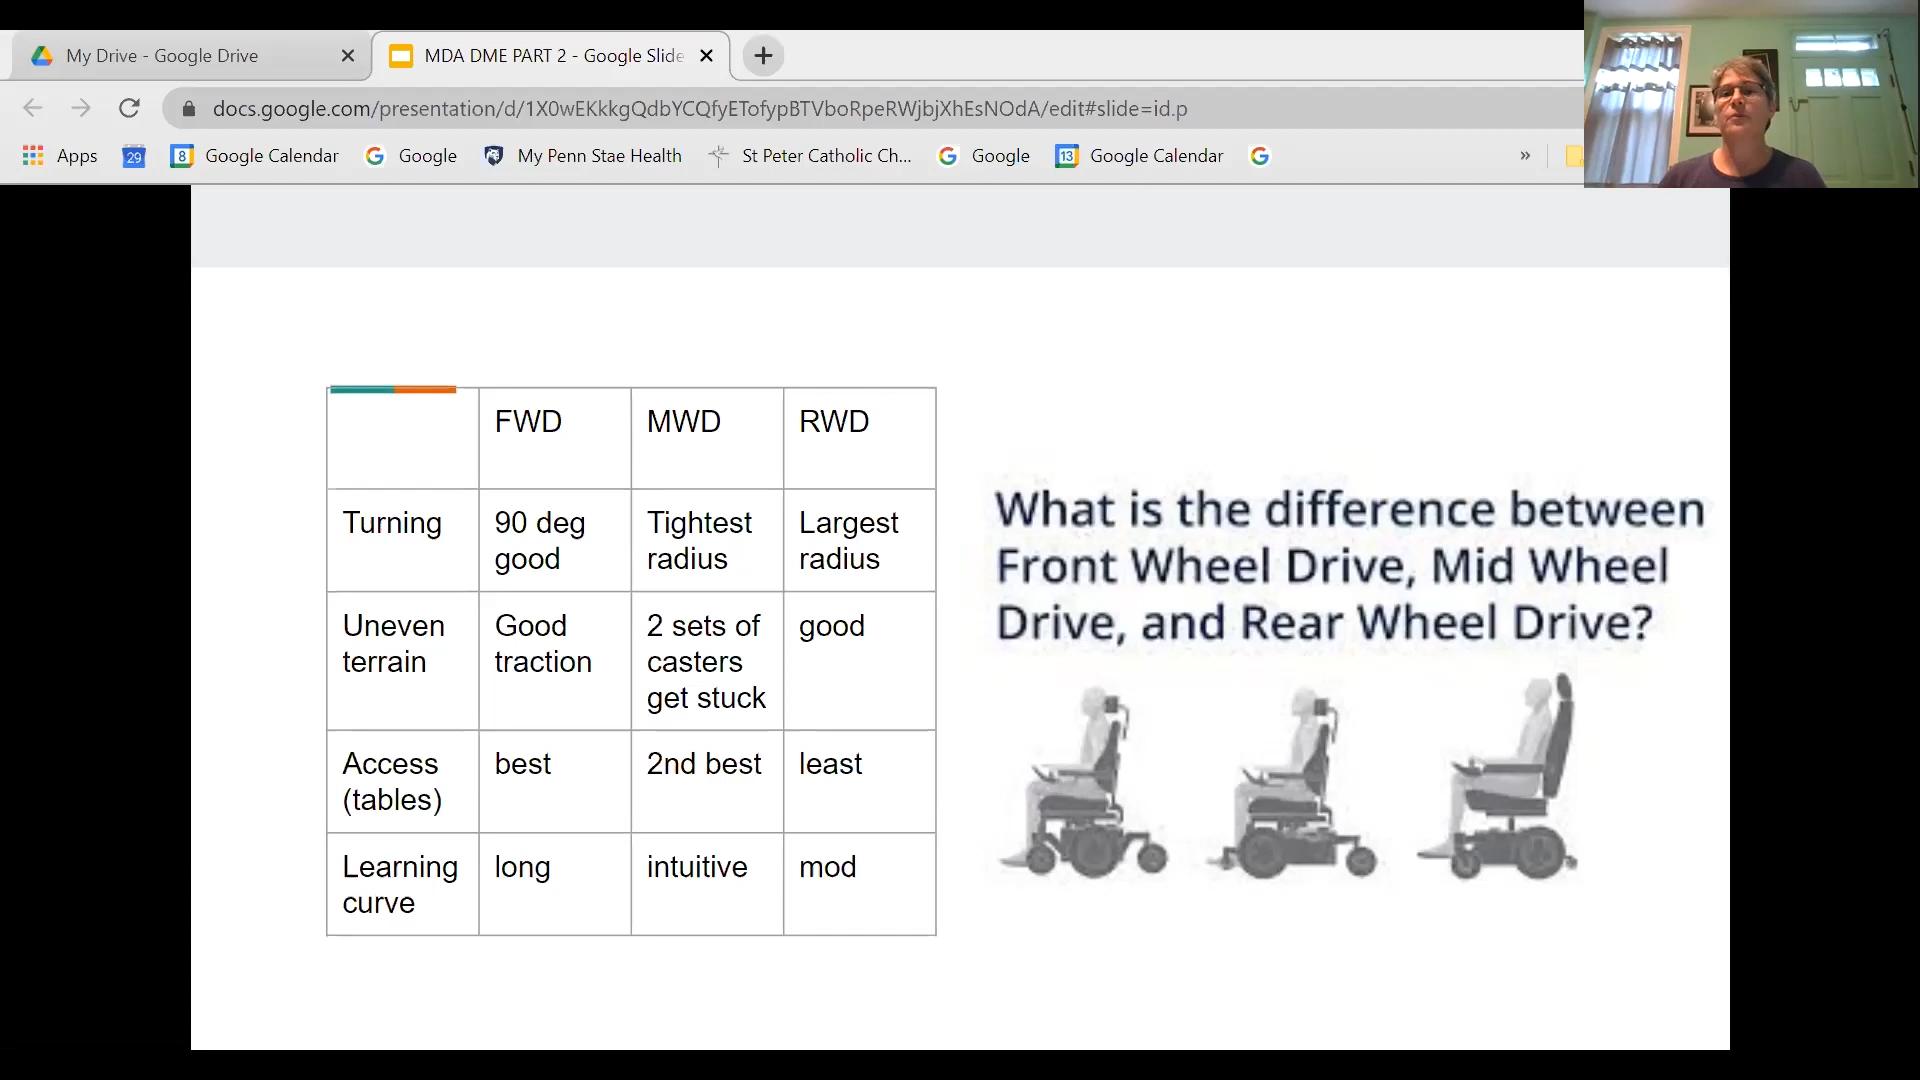 My Drive - Google Drive
MDA DME PART 2 - Google Slide
docs.google.com/presentation/d/1X0wEKkkgQdbYCQfyETofypBTVboRpeRWjbjXhEsNOdA/edit#slide=id.p
Apps 29 8 Google Calendar Google My Penn Stae Health St Peter Catholic Ch... Google 13 Google Calendar »
FWD MWD RWD
Turning 90 deg good Tightest radius Largest radius
Uneven terrain Good traction 2 sets of casters get stuck good
Access (tables) best 2nd best least
Learning curve long intuitive mod
What is the difference between
Front Wheel Drive, Mid Wheel
Drive, and Rear Wheel Drive?